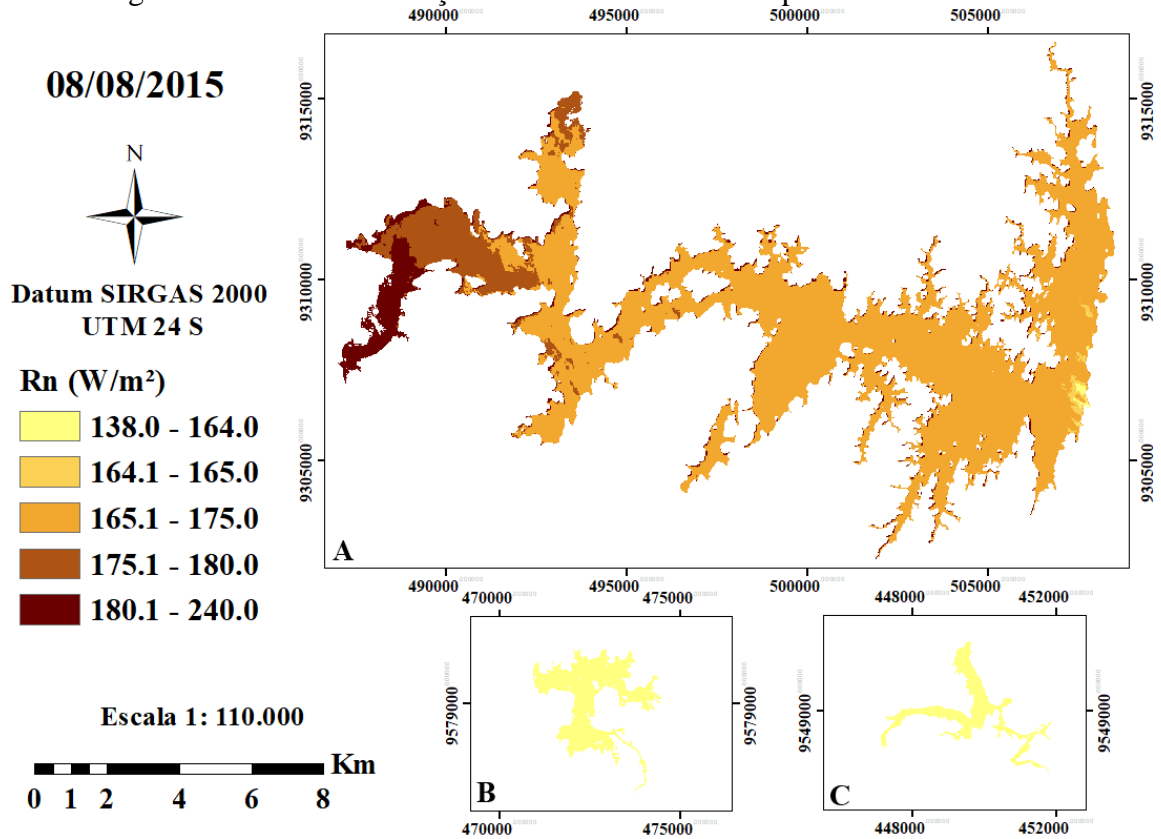 490000 495000 500000 505000
08/08/2015
N
Datum SIRGAS 2000
UTM 24 S
Rn (W/m²)
138.0 - 164.0
164.1 - 165.0
165.1 - 175.0
175.1 - 180.0
180.1 - 240.0
Escala 1: 110.000
Km
0 1 2 4 6 8
9315000 9315000
9310000 9310000
9305000 9305000
A
490000 495000 500000 505000
470000 475000
9579000 9579000
B
470000 475000
448000 452000
9549000 9549000
C
448000 452000